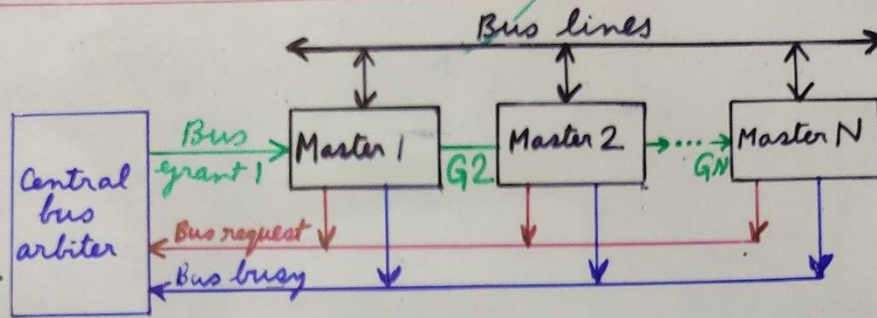 Bus lines
Bus
grant 1
Master 1
G2
Master 2
GN
Master N
Central
bus
arbiter
Bus request
Bus busy